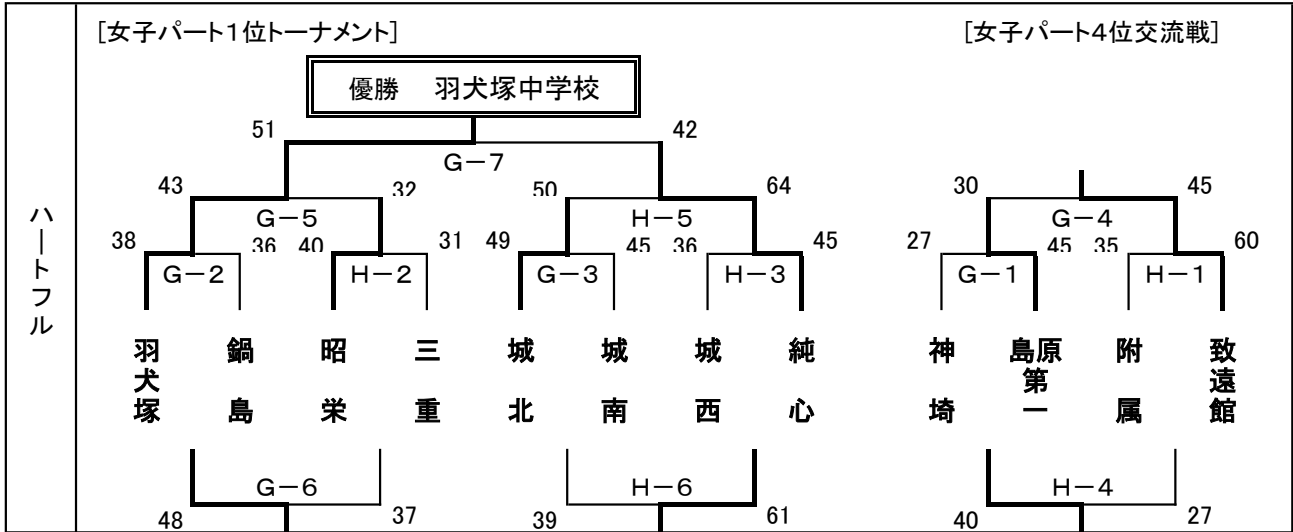 [女子パート1位トーナメント] [女子パート4位交流戦]
優勝 羽犬塚中学校
51 42
G-7
43 32 50 64 30 45
G-5 H-5 G-4
38 36 40 31 49 45 36 45 27 45 35 60
G-2 H-2 G-3 H-3 G-1 H-1
ハートフル
羽犬塚 鍋島 昭栄 三重 城北 城南 城西 純心 神埼 島原第一 附属 致遠館
G-6 H-6 H-4
48 37 39 61 40 27